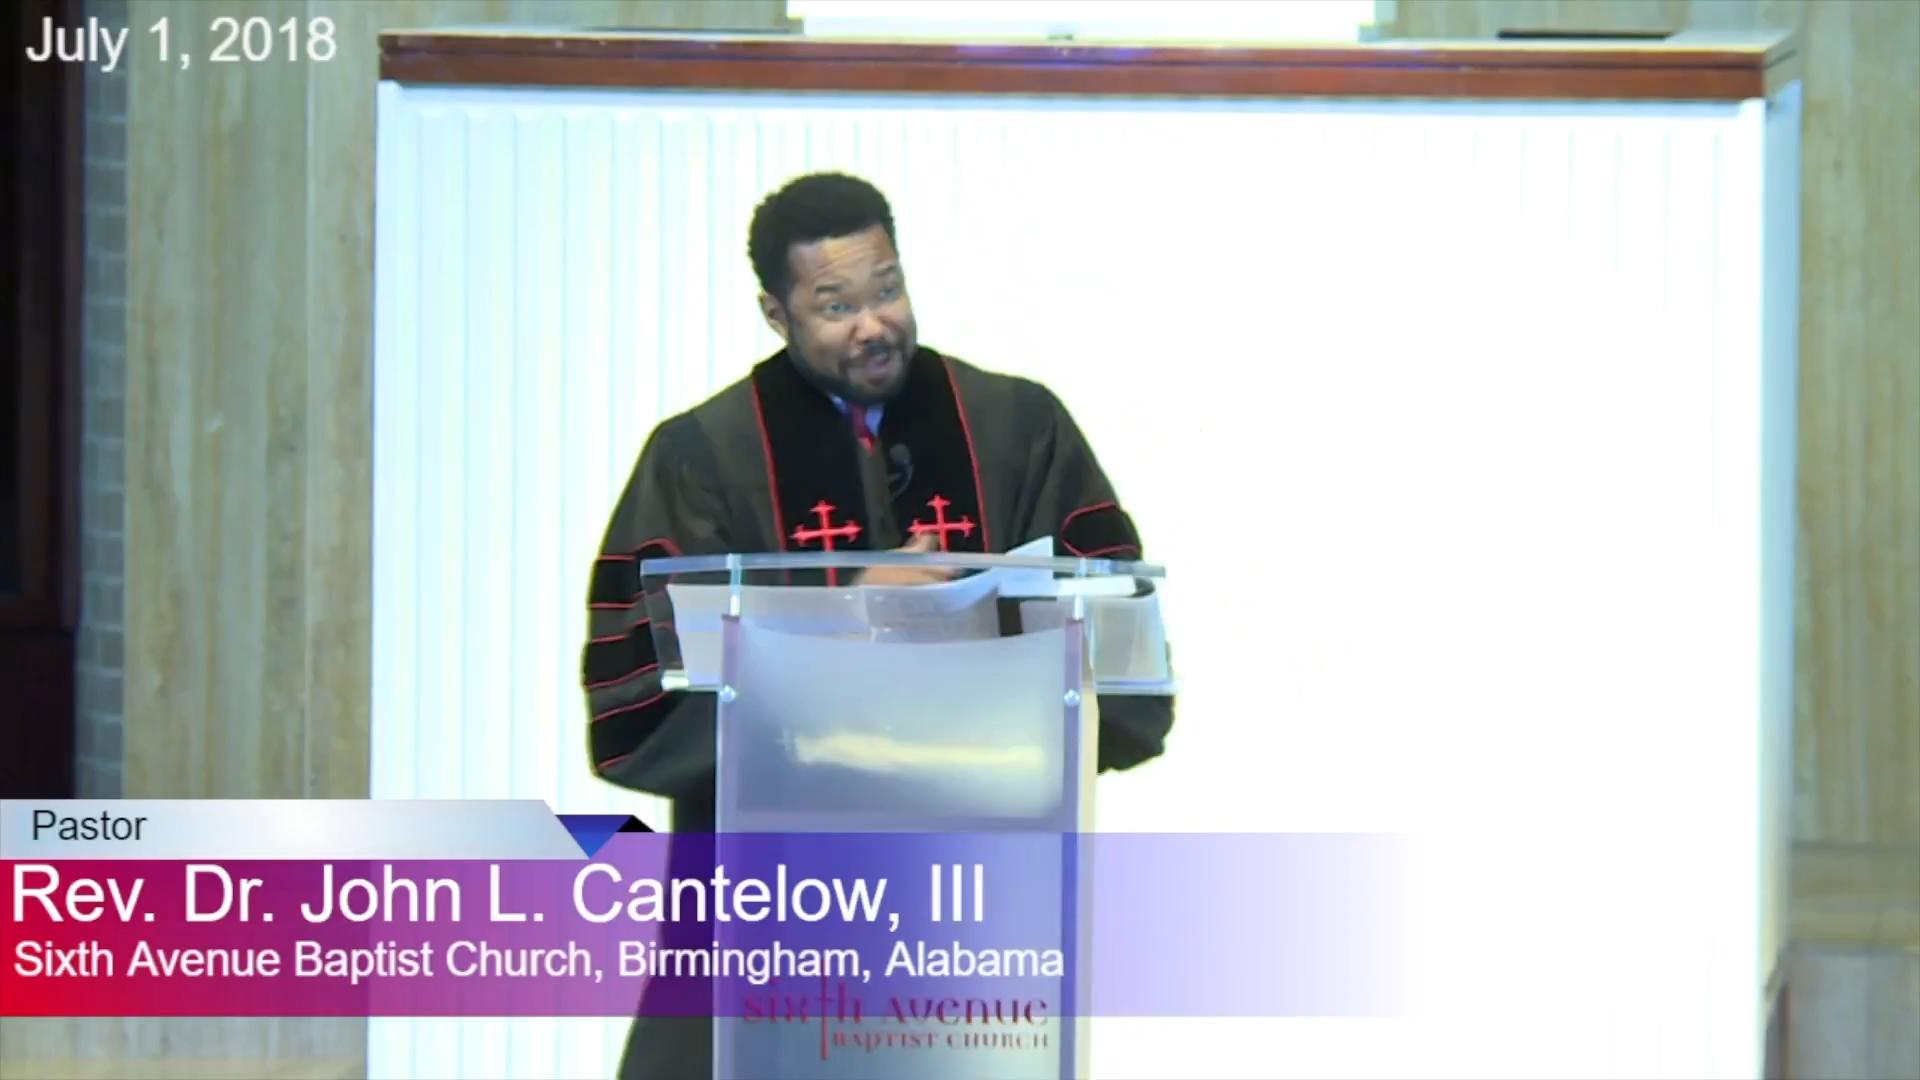 July 1, 2018
Pastor
Rev. Dr. John L. Cantelow, III
Sixth Avenue Baptist Church, Birmingham, Alabama
sixth Avenue
BAPTIST CHURCH